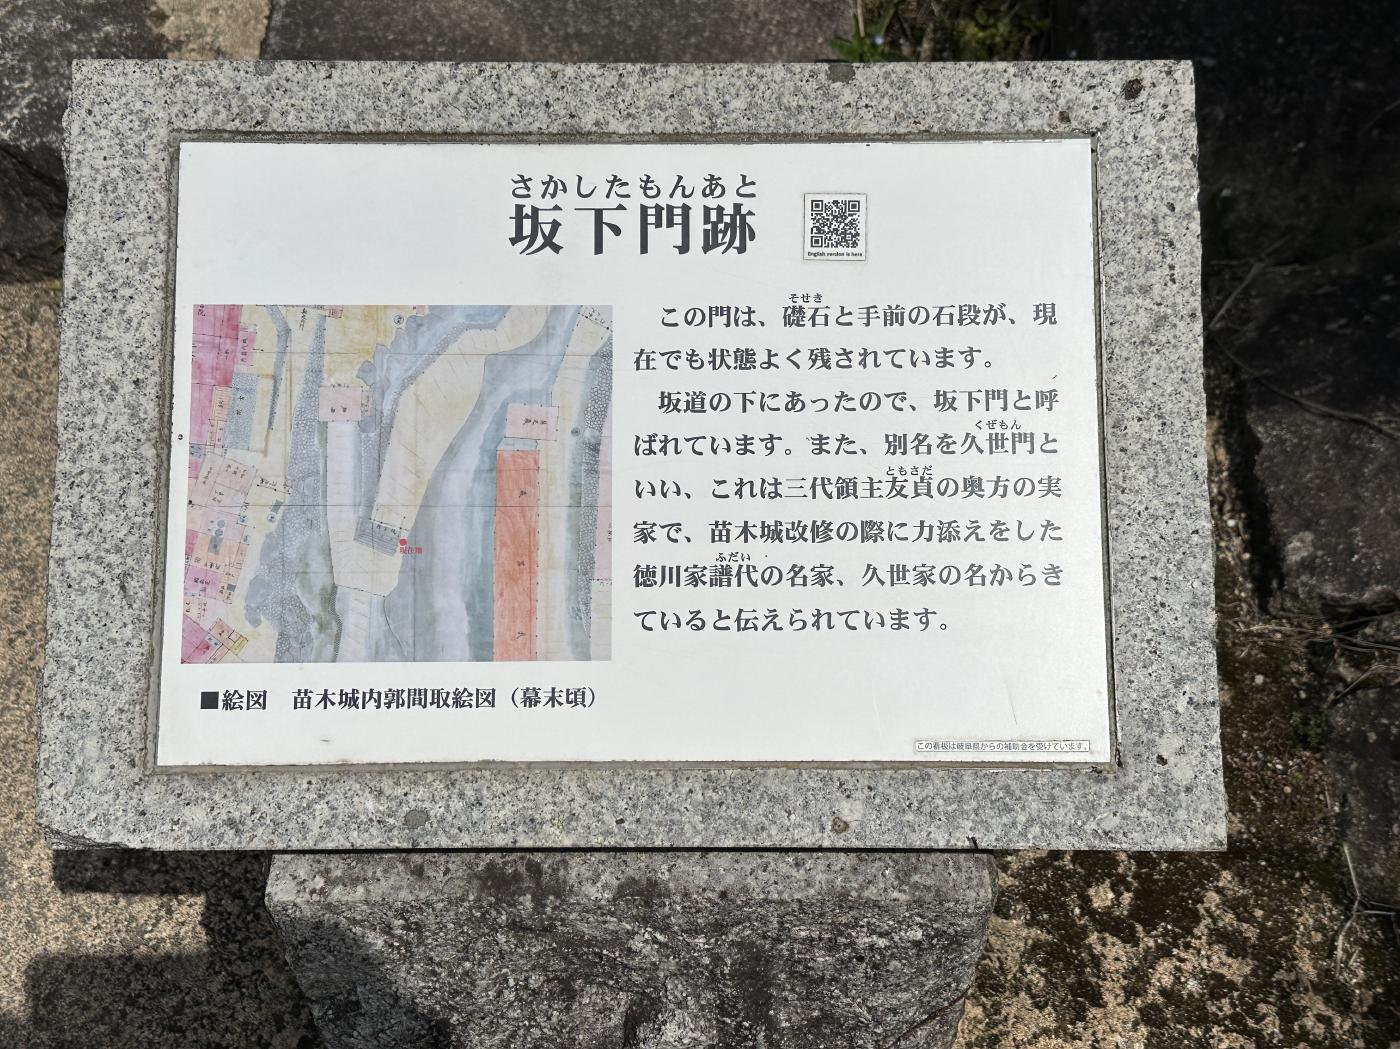 さかしたもんあと
坂下門跡
English version is here
そせき
この門は、礎石と手前の石段が、現
在でも状態よく残されています。
坂道の下にあったので、坂下門と呼
くぜもん
ばれています。また、別名を久世門と
ともさだ
いい、これは三代領主友貞の奥方の実
家で、苗木城改修の際に力添えをした
ふだい
徳川家譜代の名家、久世家の名からき
ていると伝えられています。
現在地
■絵図　苗木城内郭間取絵図（幕末頃）
この看板は岐阜県からの補助金を受けています。